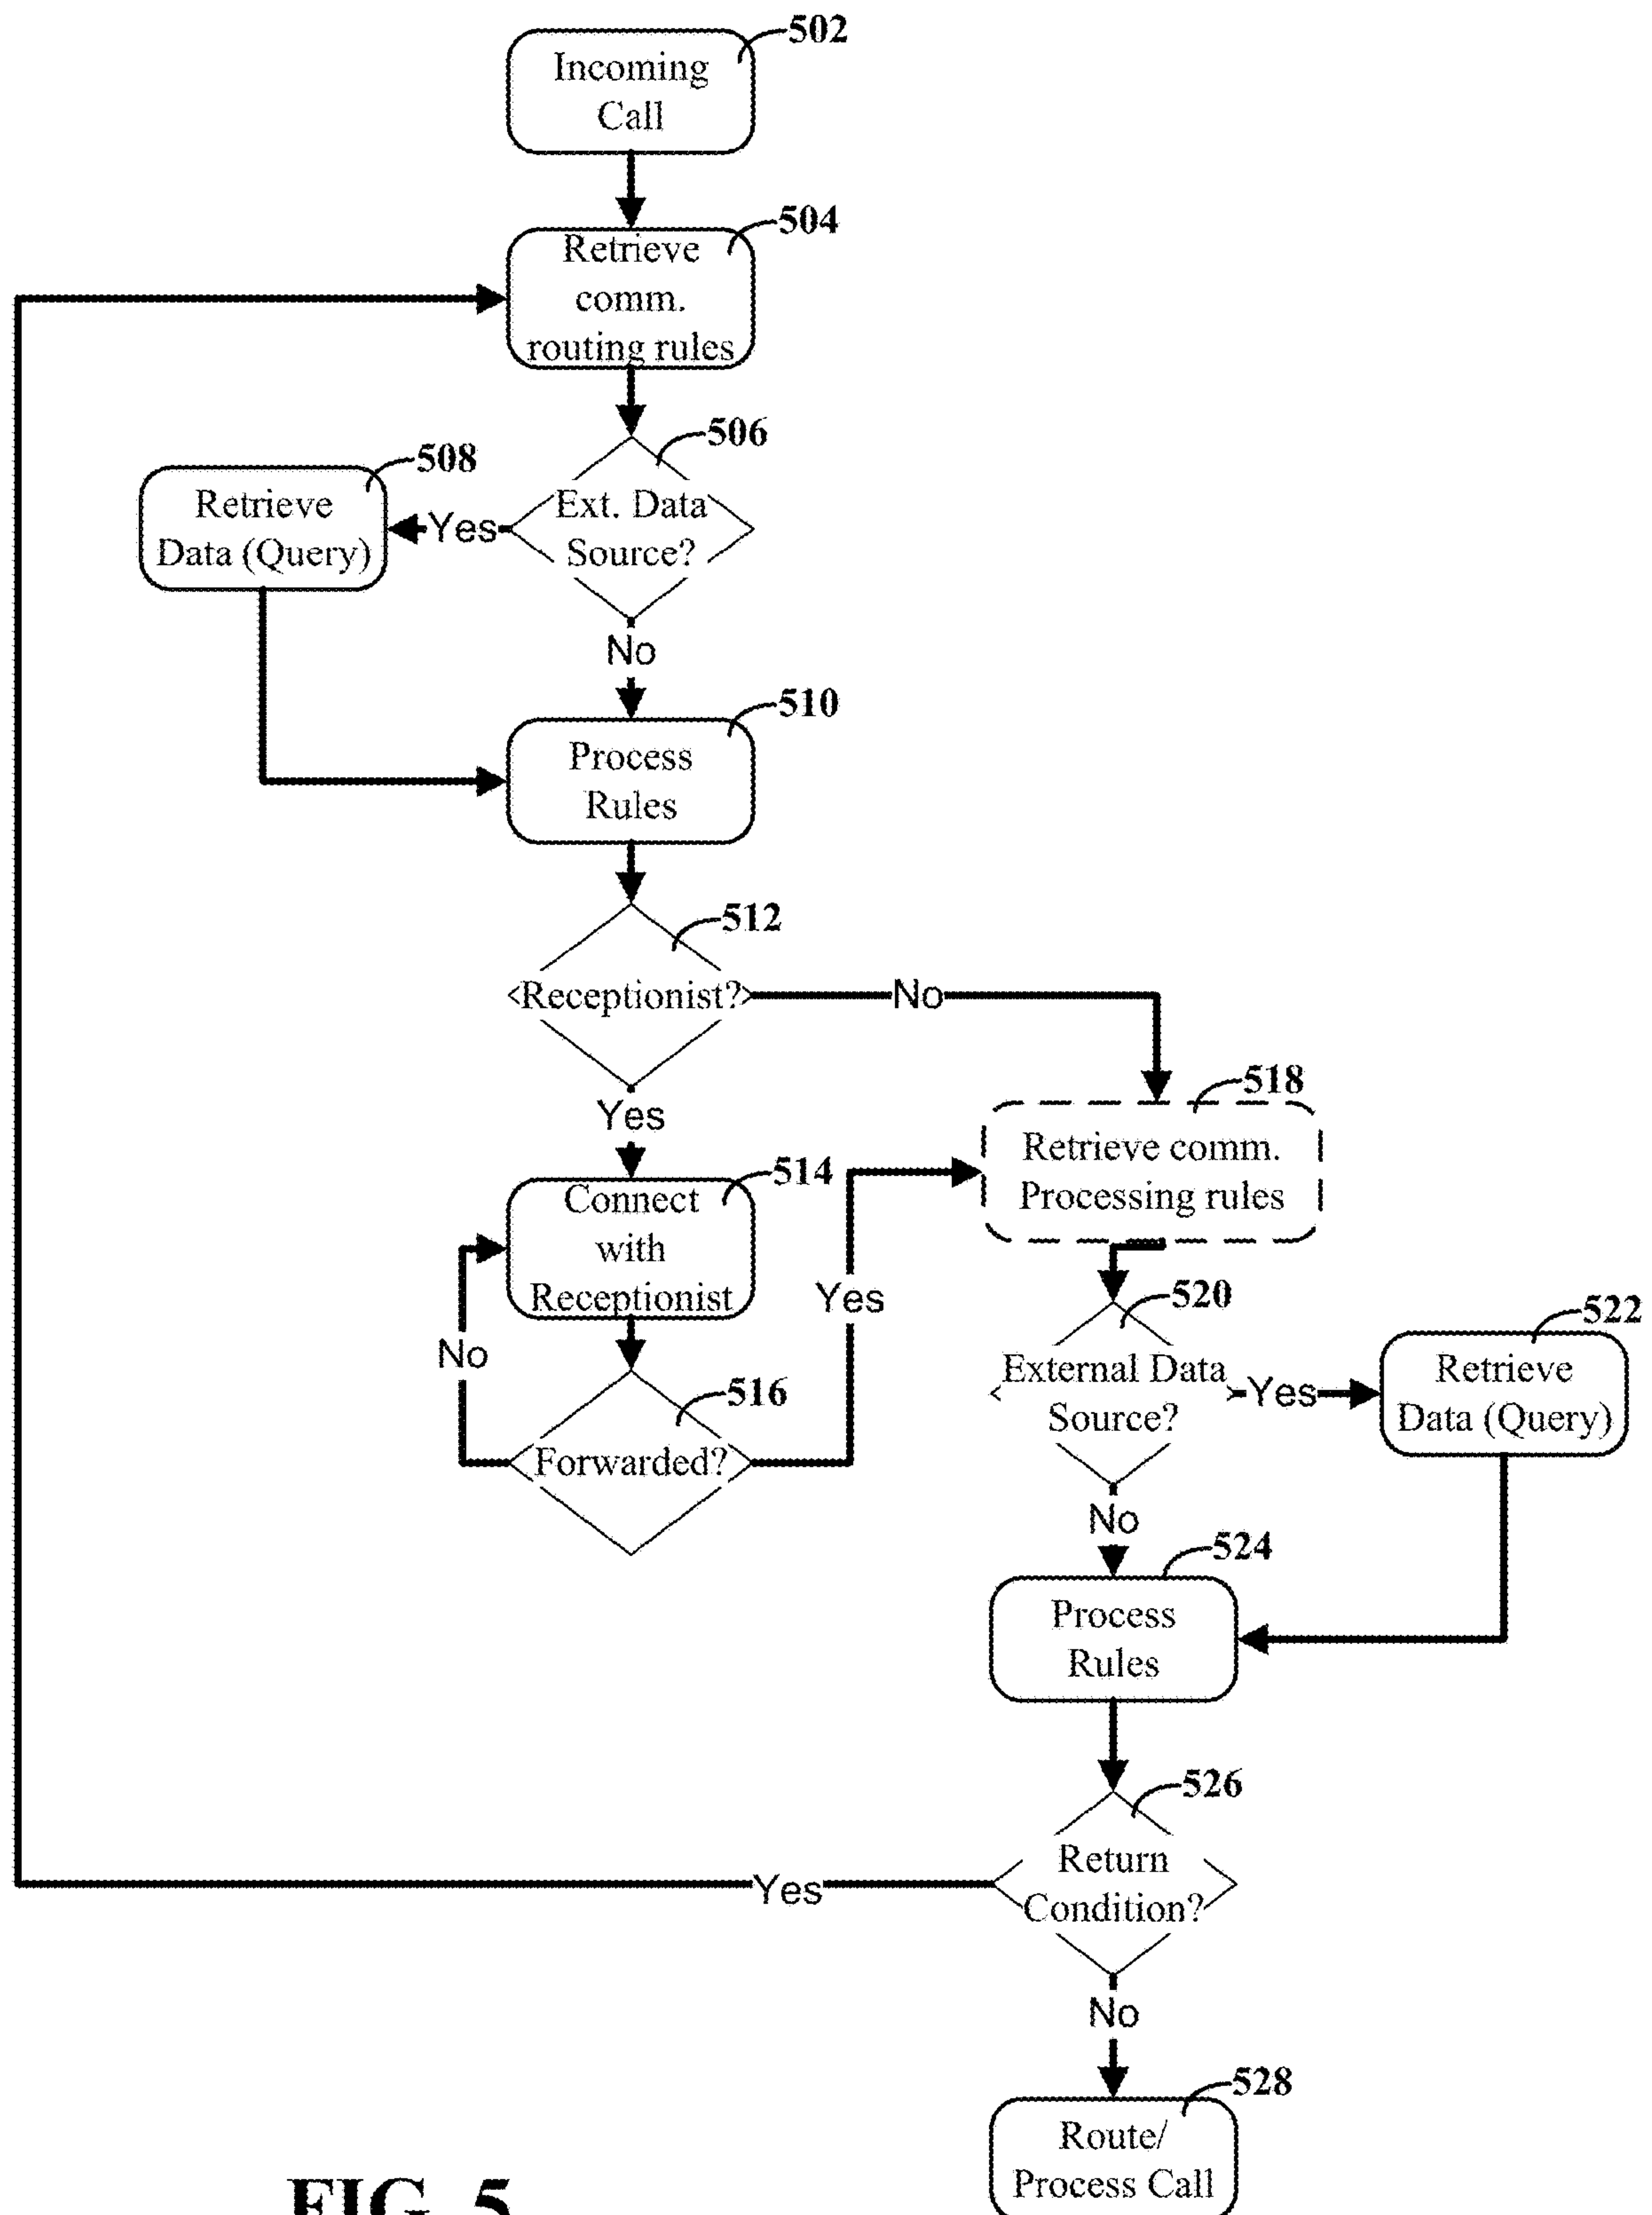 502
Incoming
Call
504
Retrieve
comm.
routing rules
506
Ext. Data
Source?
508
Retrieve
Data (Query)
Yes
No
510
Process
Rules
512
Receptionist?
No
Yes
514
Connect
with
Receptionist
516
Forwarded?
No
Yes
518
Retrieve comm.
Processing rules
520
External Data
Source?
Yes
522
Retrieve
Data (Query)
No
524
Process
Rules
526
Return
Condition?
Yes
No
528
Route/
Process Call
FIG. 5